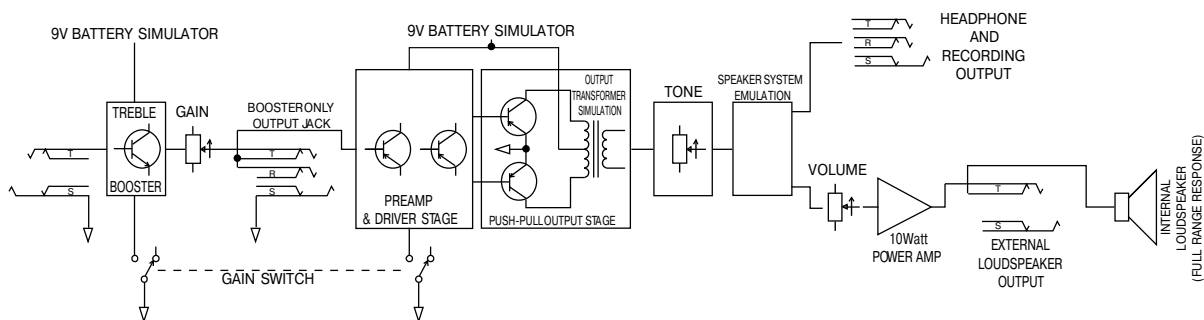 9V BATTERY SIMULATOR
TREBLE
BOOSTER
GAIN
T
S
BOOSTER ONLY
OUTPUT JACK
T
R
S
GAIN SWITCH
9V BATTERY SIMULATOR
PREAMP
& DRIVER STAGE
OUTPUT
TRANSFORMER
SIMULATION
PUSH-PULL OUTPUT STAGE
TONE
SPEAKER SYSTEM
EMULATION
T
R
S
HEADPHONE
AND
RECORDING
OUTPUT
VOLUME
10Watt
POWER AMP
T
S
EXTERNAL
LOUDSPEAKER
OUTPUT
INTERNAL
LOUDSPEAKER
(FULL RANGE RESPONSE)